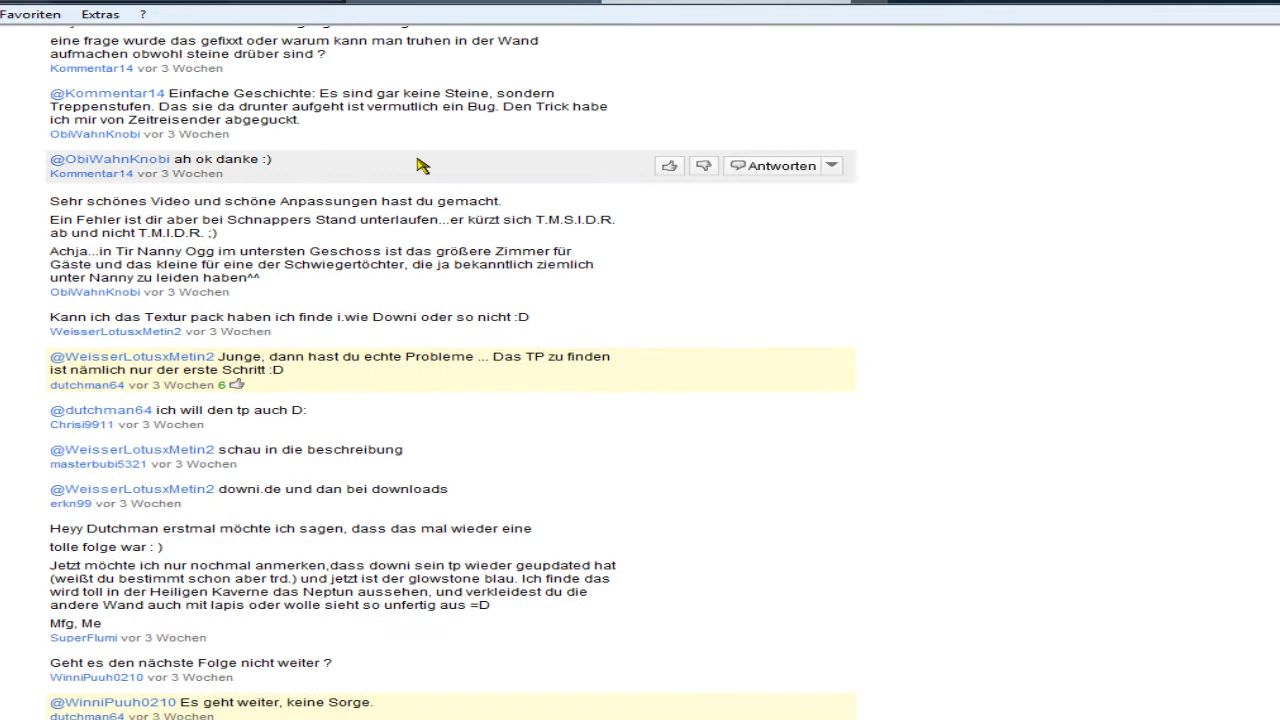 Favoriten Extras ?
eine frage wurde das gefixxt oder warum kann man truhen in der Wand
aufmachen obwohl steine drüber sind ?
Kommentar14 vor 3 Wochen
@Kommentar14 Einfache Geschichte: Es sind gar keine Steine, sondern
Treppenstufen. Das sie da drunter aufgeht ist vermutlich ein Bug. Den Trick habe
ich mir von Zeitreisender abgeguckt.
ObiWahnKnobi vor 3 Wochen
@ObiWahnKnobi ah ok danke :)
Antworten
Kommentar14 vor 3 Wochen
Sehr schönes Video und schöne Anpassungen hast du gemacht.
Ein Fehler ist dir aber bei Schnappers Stand unterlaufen...er kürzt sich T.M.S.I.D.R.
ab und nicht T.M.I.D.R. ;)
Achja...in Tir Nanny Ogg im untersten Geschoss ist das größere Zimmer für
Gäste und das kleine für eine der Schwiegertöchter, die ja bekanntlich ziemlich
unter Nanny zu leiden haben^^
ObiWahnKnobi vor 3 Wochen
Kann ich das Textur pack haben ich finde i.wie Downi oder so nicht :D
WeisserLotusxMetin2 vor 3 Wochen
@WeisserLotusxMetin2 Junge, dann hast du echte Probleme ... Das TP zu finden
ist nämlich nur der erste Schritt :D
dutchman64 vor 3 Wochen 6
@dutchman64 ich will den tp auch D:
Chrisi9911 vor 3 Wochen
@WeisserLotusxMetin2 schau in die beschreibung
masterbubi5321 vor 3 Wochen
@WeisserLotusxMetin2 downi.de und dan bei downloads
erkn99 vor 3 Wochen
Heyy Dutchman erstmal möchte ich sagen, dass das mal wieder eine
tolle folge war : )
Jetzt möchte ich nur nochmal anmerken,dass downi sein tp wieder geupdated hat
(weißt du bestimmt schon aber trd.) und jetzt ist der glowstone blau. Ich finde das
wird toll in der Heiligen Kaverne das Neptun aussehen, und verkleidest du die
andere Wand auch mit lapis oder wolle sieht so unfertig aus =D
Mfg, Me
SuperFlumi vor 3 Wochen
Geht es den nächste Folge nicht weiter ?
WinniPuuh0210 vor 3 Wochen
@WinniPuuh0210 Es geht weiter, keine Sorge.
dutchman64 vor 3 Wochen